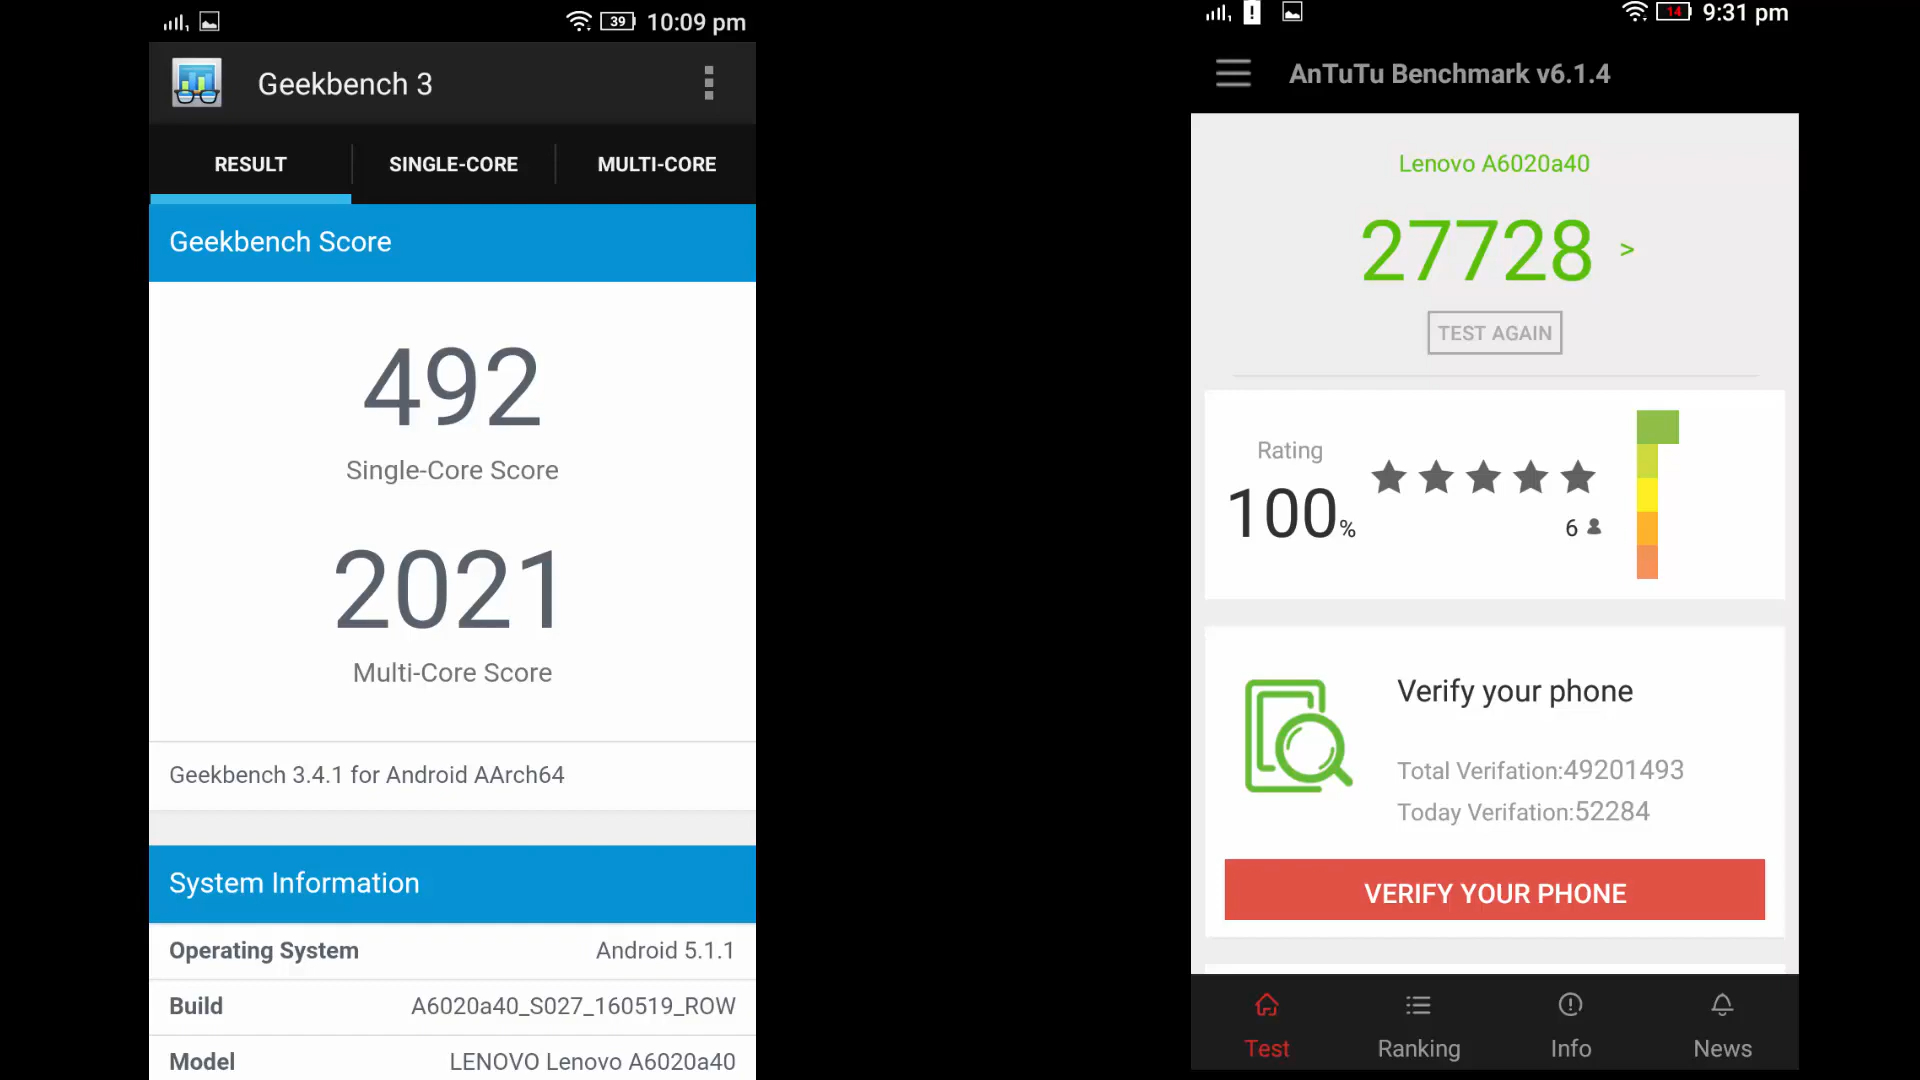 39 10:09 pm
Geekbench 3
RESULT SINGLE-CORE MULTI-CORE
Geekbench Score
492
Single-Core Score
2021
Multi-Core Score
Geekbench 3.4.1 for Android AArch64
System Information
Operating System Android 5.1.1
Build A6020a40_S027_160519_ROW
Model LENOVO Lenovo A6020a40
14 9:31 pm
AnTuTu Benchmark v6.1.4
Lenovo A6020a40
27728 >
TEST AGAIN
Rating
100%
6
Verify your phone
Total Verifation:49201493
Today Verifation:52284
VERIFY YOUR PHONE
Test Ranking Info News